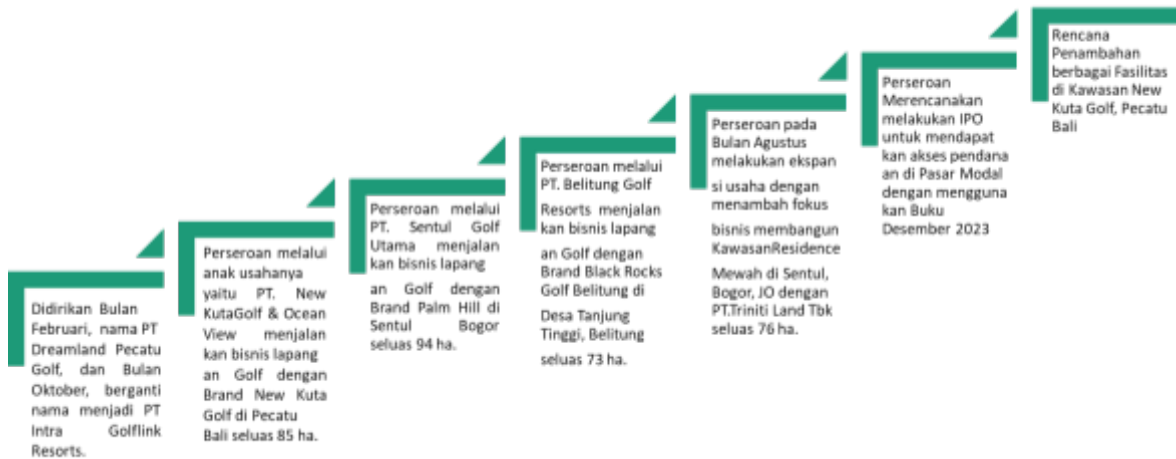 Didirikan Bulan
Februari, nama PT
Dreamland Pecatu
Golf, dan Bulan
Oktober, berganti
nama menjadi PT
Intra Golflink
Resorts.
Perseroan melalui
anak usahanya
yaitu PT. New
KutaGolf & Ocean
View menjalan
kan bisnis lapang
an Golf dengan
Brand New Kuta
Golf di Pecatu
Bali seluas 85 ha.
Perseroan melalui
PT. Sentul Golf
Utama menjalan
kan bisnis lapang
an Golf dengan
Brand Palm Hill di
Sentul Bogor
seluas 94 ha.
Perseroan melalui
PT. Belitung Golf
Resorts menjalan
kan bisnis lapang
an Golf dengan
Brand Black Rocks
Golf Belitung di
Desa Tanjung
Tinggi, Belitung
seluas 73 ha.
Perseroan pada
Bulan Agustus
melakukan ekspan
si usaha dengan
menambah fokus
bisnis membangun
KawasanResidence
Mewah di Sentul,
Bogor, JO dengan
PT.Triniti Land Tbk
seluas 76 ha.
Perseroan
Merencanakan
melakukan IPO
untuk mendapat
kan akses pendana
an di Pasar Modal
dengan mengguna
kan Buku
Desember 2023
Rencana
Penambahan
berbagai Fasilitas
di Kawasan New
Kuta Golf, Pecatu
Bali